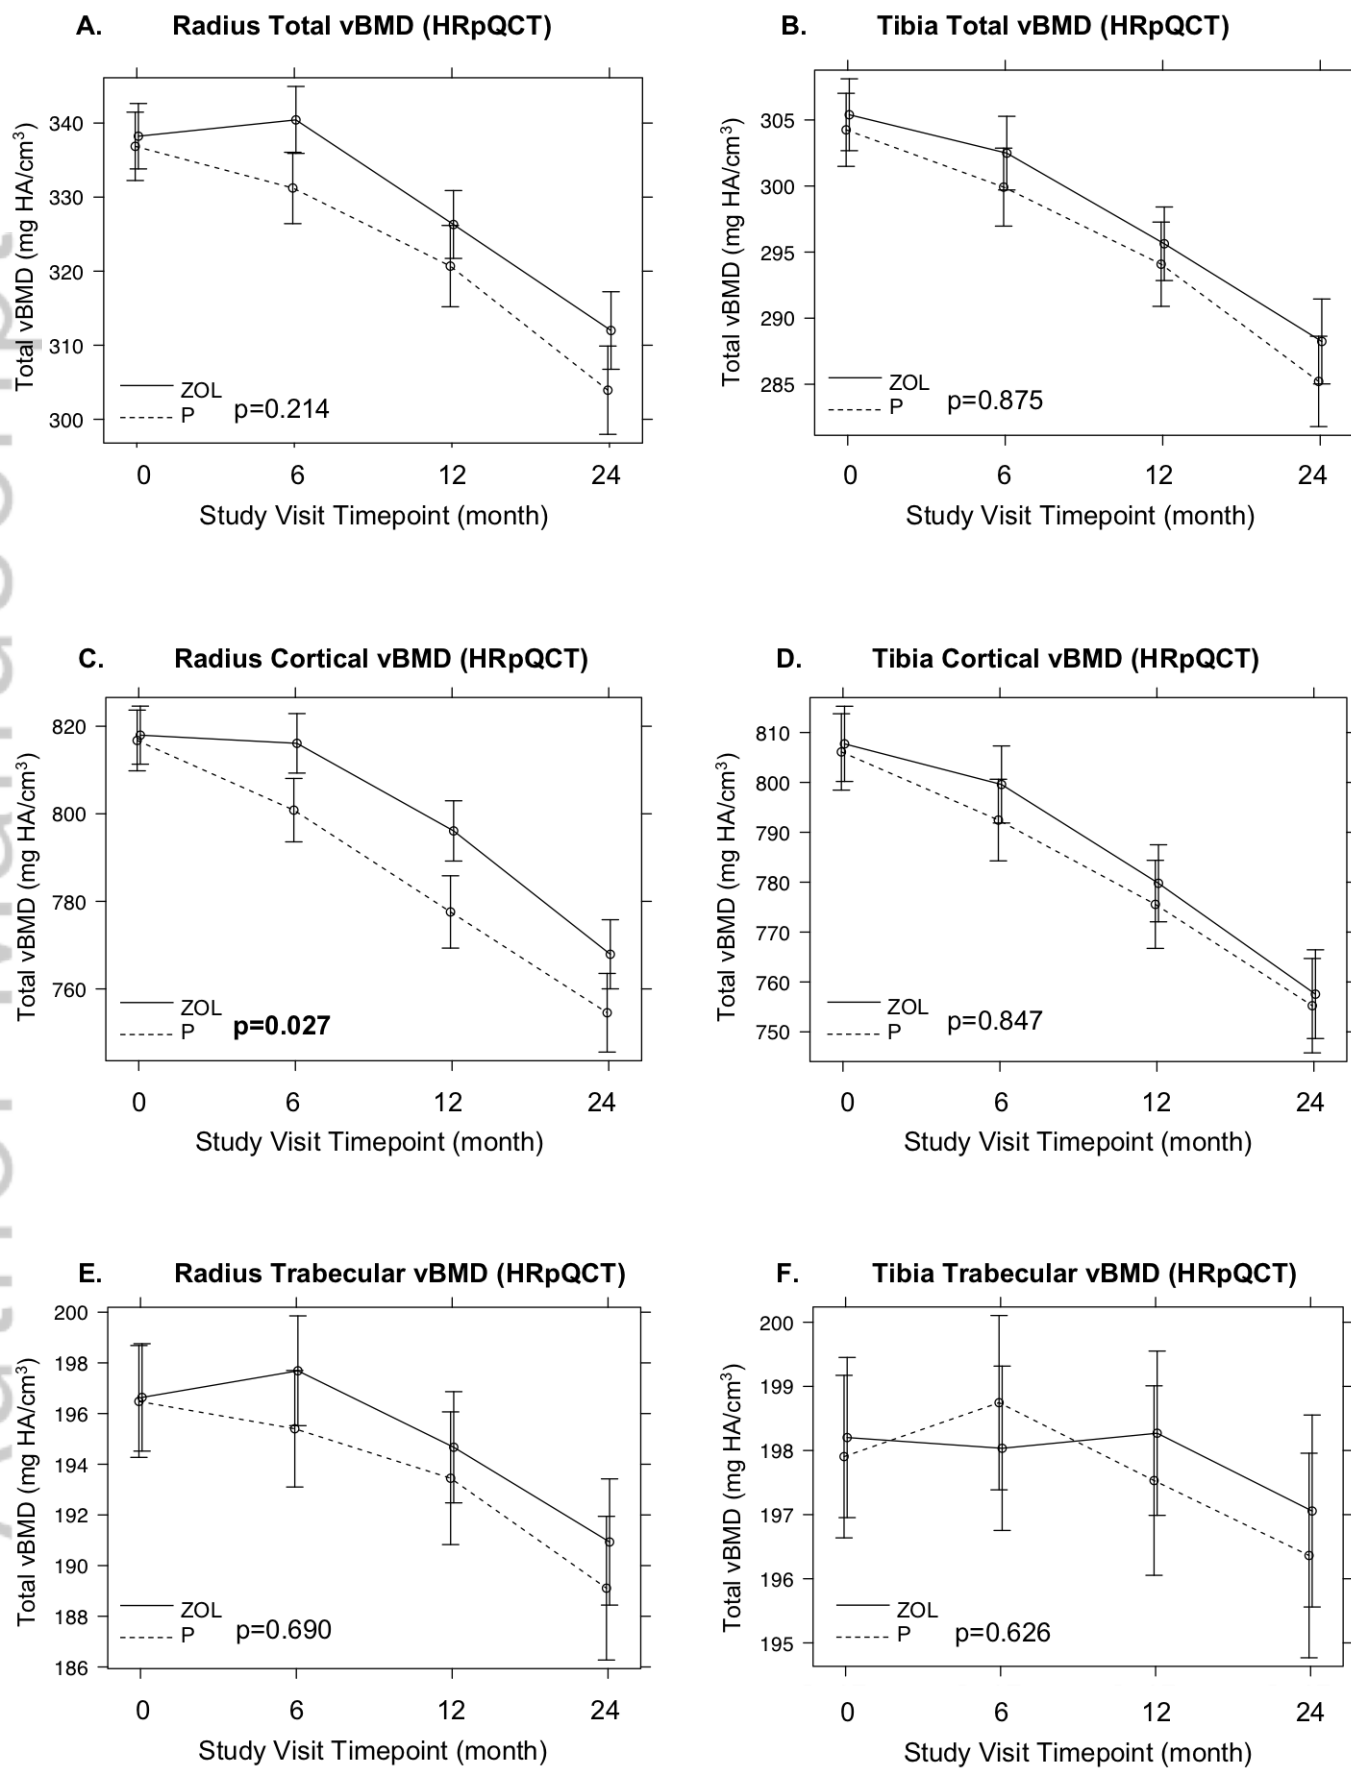 A. Radius Total vBMD (HRpQCT)
Total vBMD (mg HA/cm³)
340
330
320
310
300
ZOL
P p=0.214
0 6 12 24
Study Visit Timepoint (month)
B. Tibia Total vBMD (HRpQCT)
Total vBMD (mg HA/cm³)
305
300
295
290
285
ZOL
P p=0.875
0 6 12 24
Study Visit Timepoint (month)
C. Radius Cortical vBMD (HRpQCT)
Total vBMD (mg HA/cm³)
820
800
780
760
ZOL
P p=0.027
0 6 12 24
Study Visit Timepoint (month)
D. Tibia Cortical vBMD (HRpQCT)
Total vBMD (mg HA/cm³)
810
800
790
780
770
760
750
ZOL
P p=0.847
0 6 12 24
Study Visit Timepoint (month)
E. Radius Trabecular vBMD (HRpQCT)
Total vBMD (mg HA/cm³)
200
198
196
194
192
190
188
186
ZOL
P p=0.690
0 6 12 24
Study Visit Timepoint (month)
F. Tibia Trabecular vBMD (HRpQCT)
Total vBMD (mg HA/cm³)
200
199
198
197
196
195
ZOL
P p=0.626
0 6 12 24
Study Visit Timepoint (month)